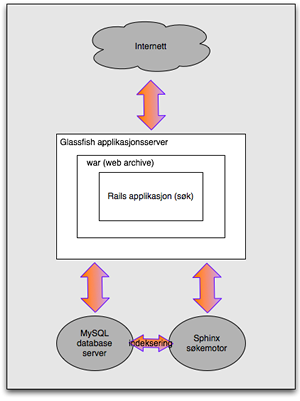 Internett
Glassfish applikasjonsserver
war (web archive)
Rails applikasjon (søk)
MySQL
database
server
indeksering
Sphinx
søkemotor